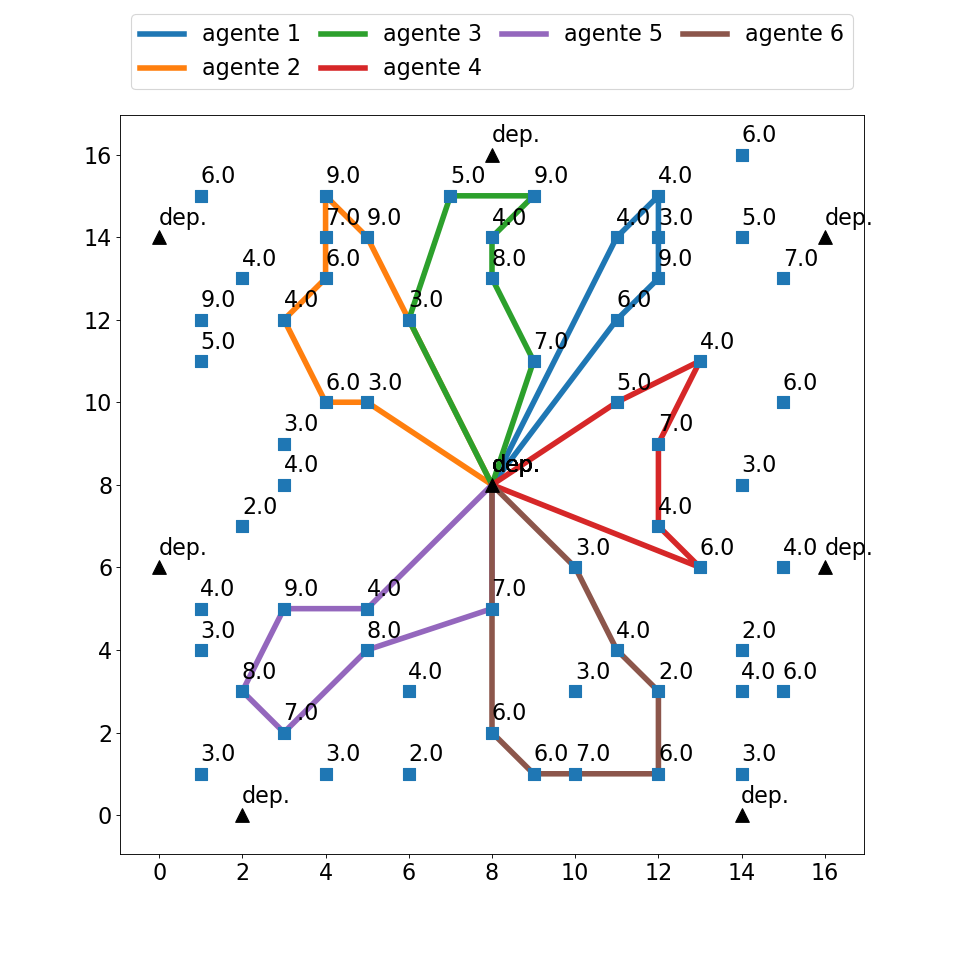 agente 1 agente 3 agente 5 agente 6
agente 2 agente 4
6.0
dep.
16
6.0 9.0 5.0 9.0 4.0
dep. 7.0 9.0 4.0 4.0 3.0 5.0 dep.
14
4.0 6.0 8.0 9.0 7.0
9.0 4.0 3.0 6.0
12
5.0 7.0 4.0
6.0 3.0 5.0 6.0
10
3.0 7.0
4.0 dep. 3.0
8
2.0 4.0
dep. 3.0 6.0 4.0 dep.
6
4.0 9.0 4.0 7.0
3.0 8.0 4.0 2.0
4
8.0 4.0 3.0 2.0 4.0 6.0
7.0 6.0
2
3.0 3.0 2.0 6.0 7.0 6.0 3.0
dep. dep.
0
0 2 4 6 8 10 12 14 16